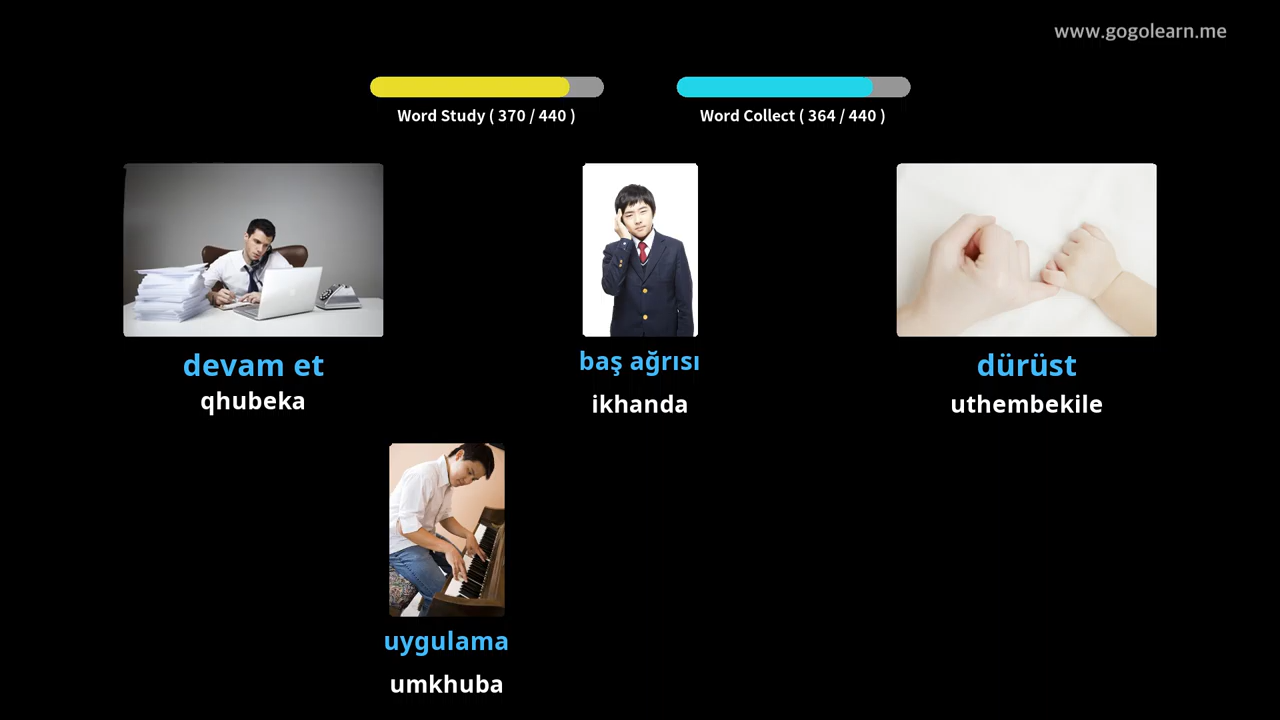 www.gogolearn.me
Word Study ( 370 / 440 )
Word Collect ( 364 / 440 )
devam et
qhubeka
baş ağrısı
ikhanda
dürüst
uthembekile
uygulama
umkhuba